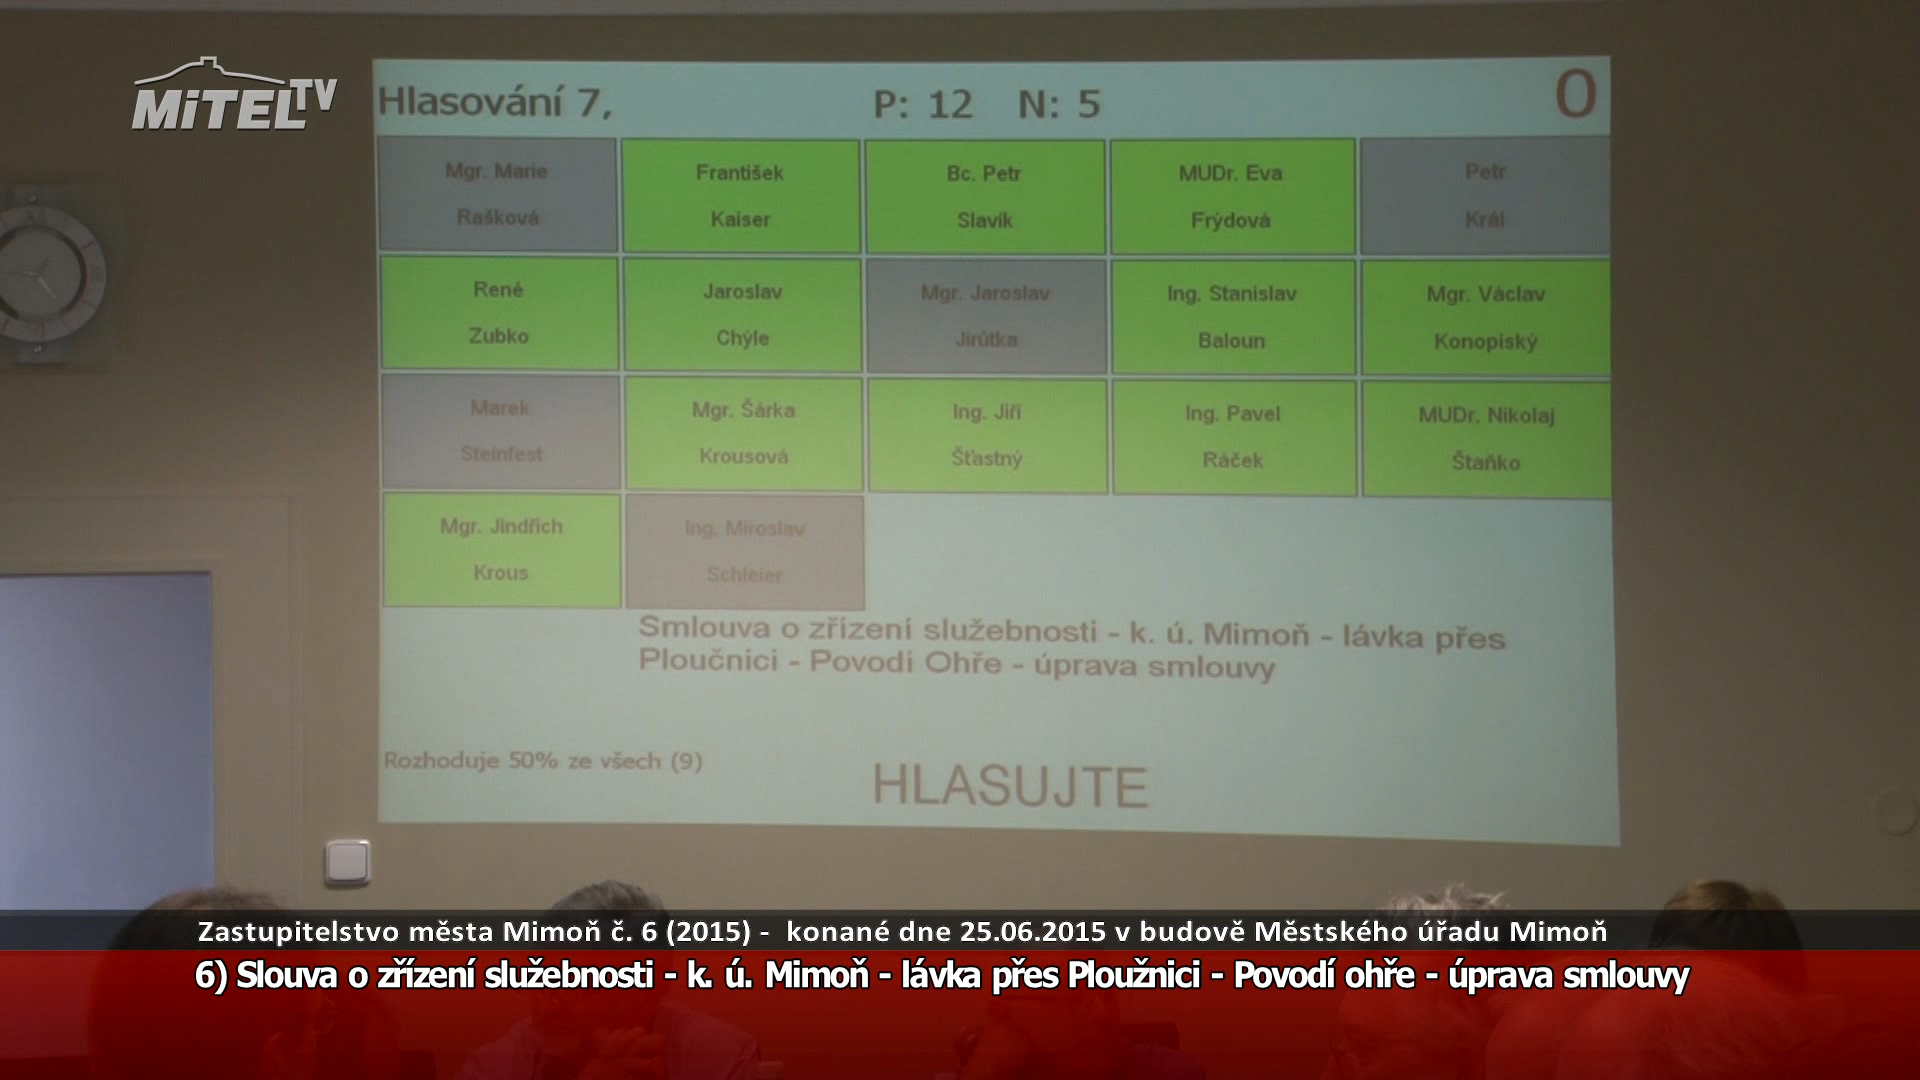 MiTEL TV
Hlasování 7, P: 12 N: 5 0
Mgr. Marie František Bc. Petr MUDr. Eva Petr
Rašková Kaiser Slavík Frýdová Král
René Jaroslav Mgr. Jaroslav Ing. Stanislav Mgr. Václav
Zubko Chýle Jirůtka Baloun Konopiský
Marek Mgr. Šárka Ing. Jiří Ing. Pavel MUDr. Nikolaj
Steinfest Krousová Šťastný Ráček Štaňko
Mgr. Jindřich Ing. Miroslav
Krous Schleier
Smlouva o zřízení služebnosti - k. ú. Mimoň - lávka přes
Ploučnici - Povodí Ohře - úprava smlouvy
Rozhoduje 50% ze všech (9)
HLASUJTE
Zastupitelstvo města Mimoň č. 6 (2015) - konané dne 25.06.2015 v budově Městského úřadu Mimoň
6) Slouva o zřízení služebnosti - k. ú. Mimoň - lávka přes Ploužnici - Povodí ohře - úprava smlouvy